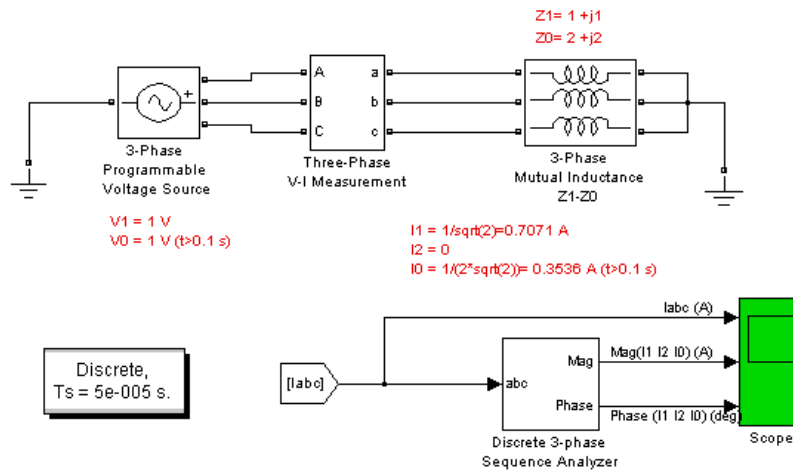 Z1= 1 +j1
Z0= 2 +j2
A
a
B
b
C
c
+
3-Phase
Programmable
Voltage Source
Three-Phase
V-I Measurement
3-Phase
Mutual Inductance
Z1-Z0
V1 = 1 V
V0 = 1 V (t>0.1 s)
I1 = 1/sqrt(2)=0.7071 A
I2 = 0
I0 = 1/(2*sqrt(2))= 0.3536 A (t>0.1 s)
Iabc (A)
Discrete,
Ts = 5e-005 s.
[Iabc]
abc
Mag
Mag(I1 I2 I0) (A)
Phase
Phase (I1 I2 I0) (deg)
Discrete 3-phase
Sequence Analyzer
Scope